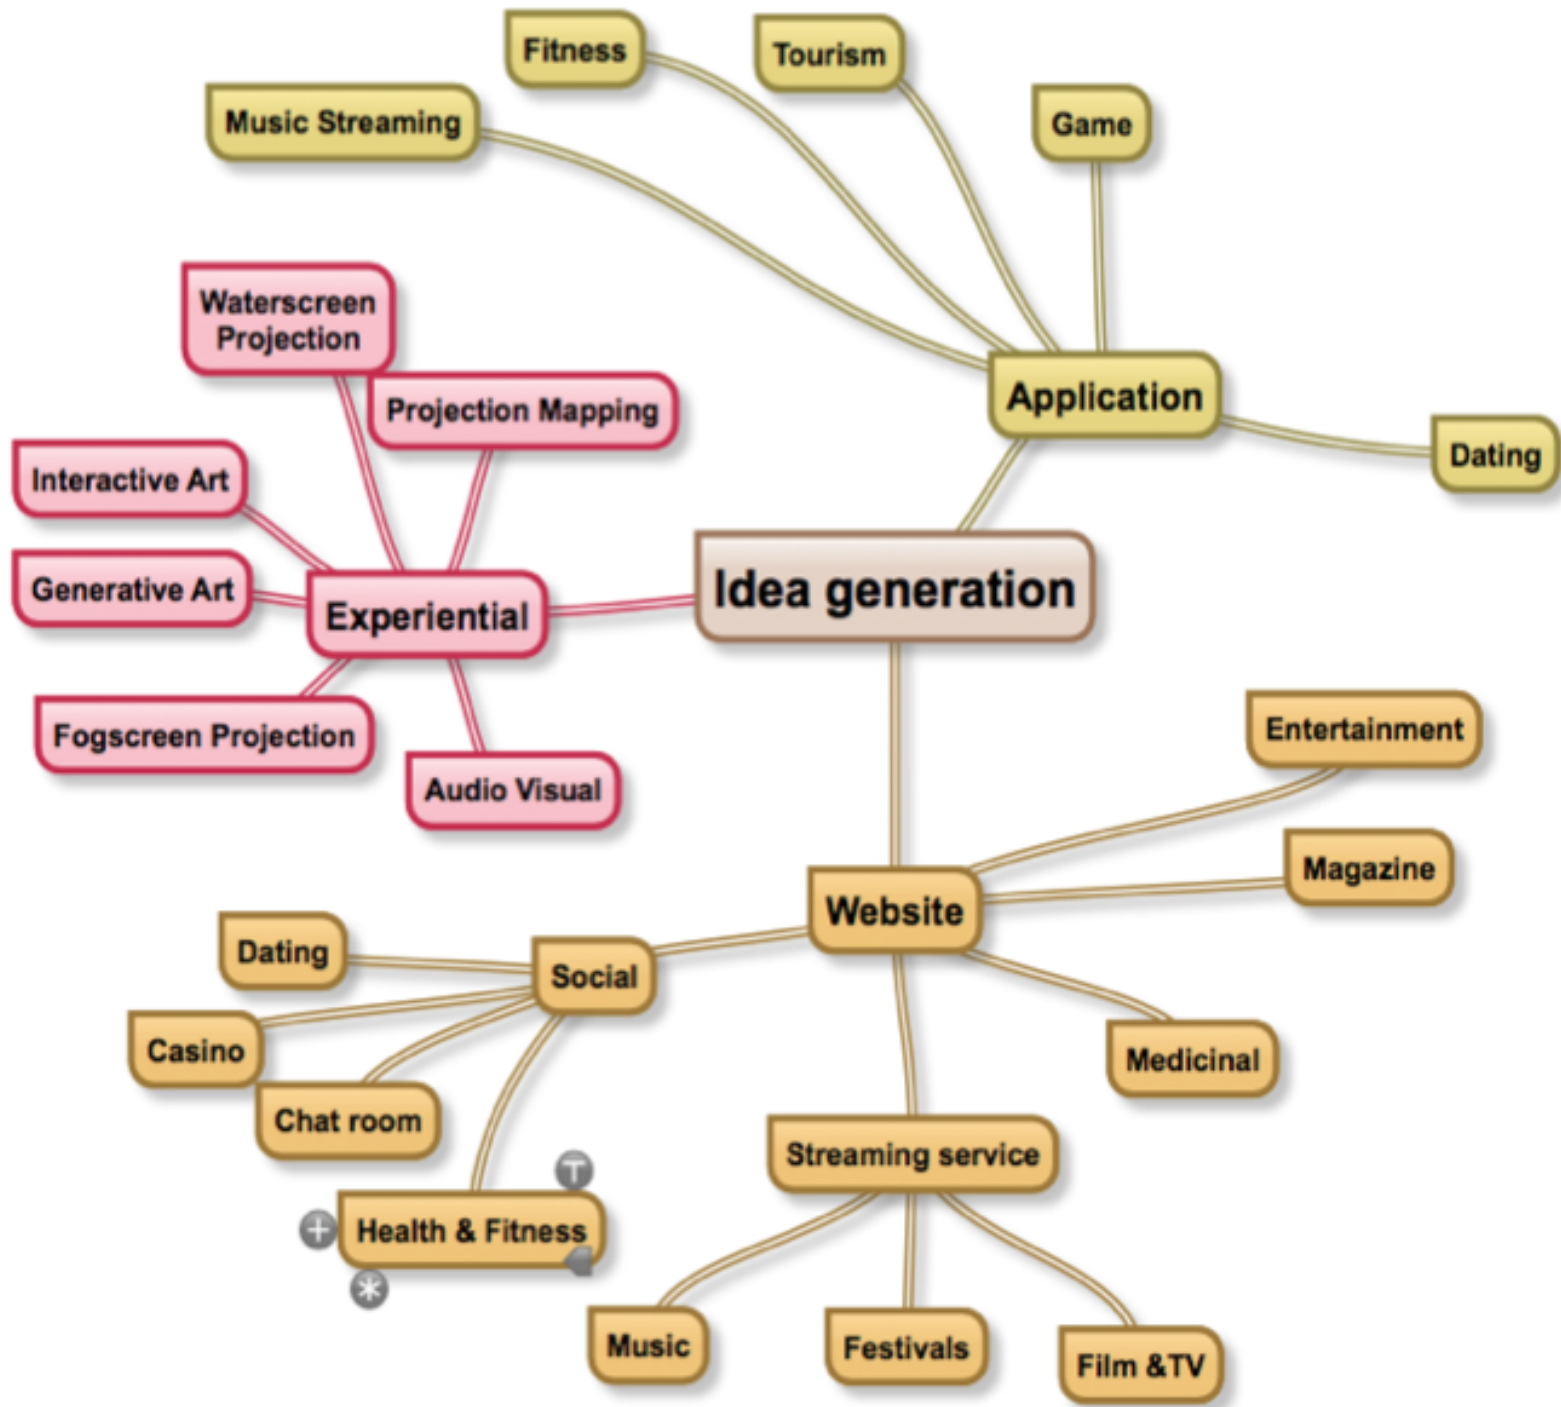 Fitness
Tourism
Music Streaming
Game
Waterscreen
Projection
Application
Projection Mapping
Dating
Interactive Art
Generative Art
Idea generation
Experiential
Fogscreen Projection
Entertainment
Audio Visual
Magazine
Website
Dating
Social
Casino
Medicinal
Chat room
Streaming service
T
Health & Fitness
+
*
Music
Festivals
Film &TV